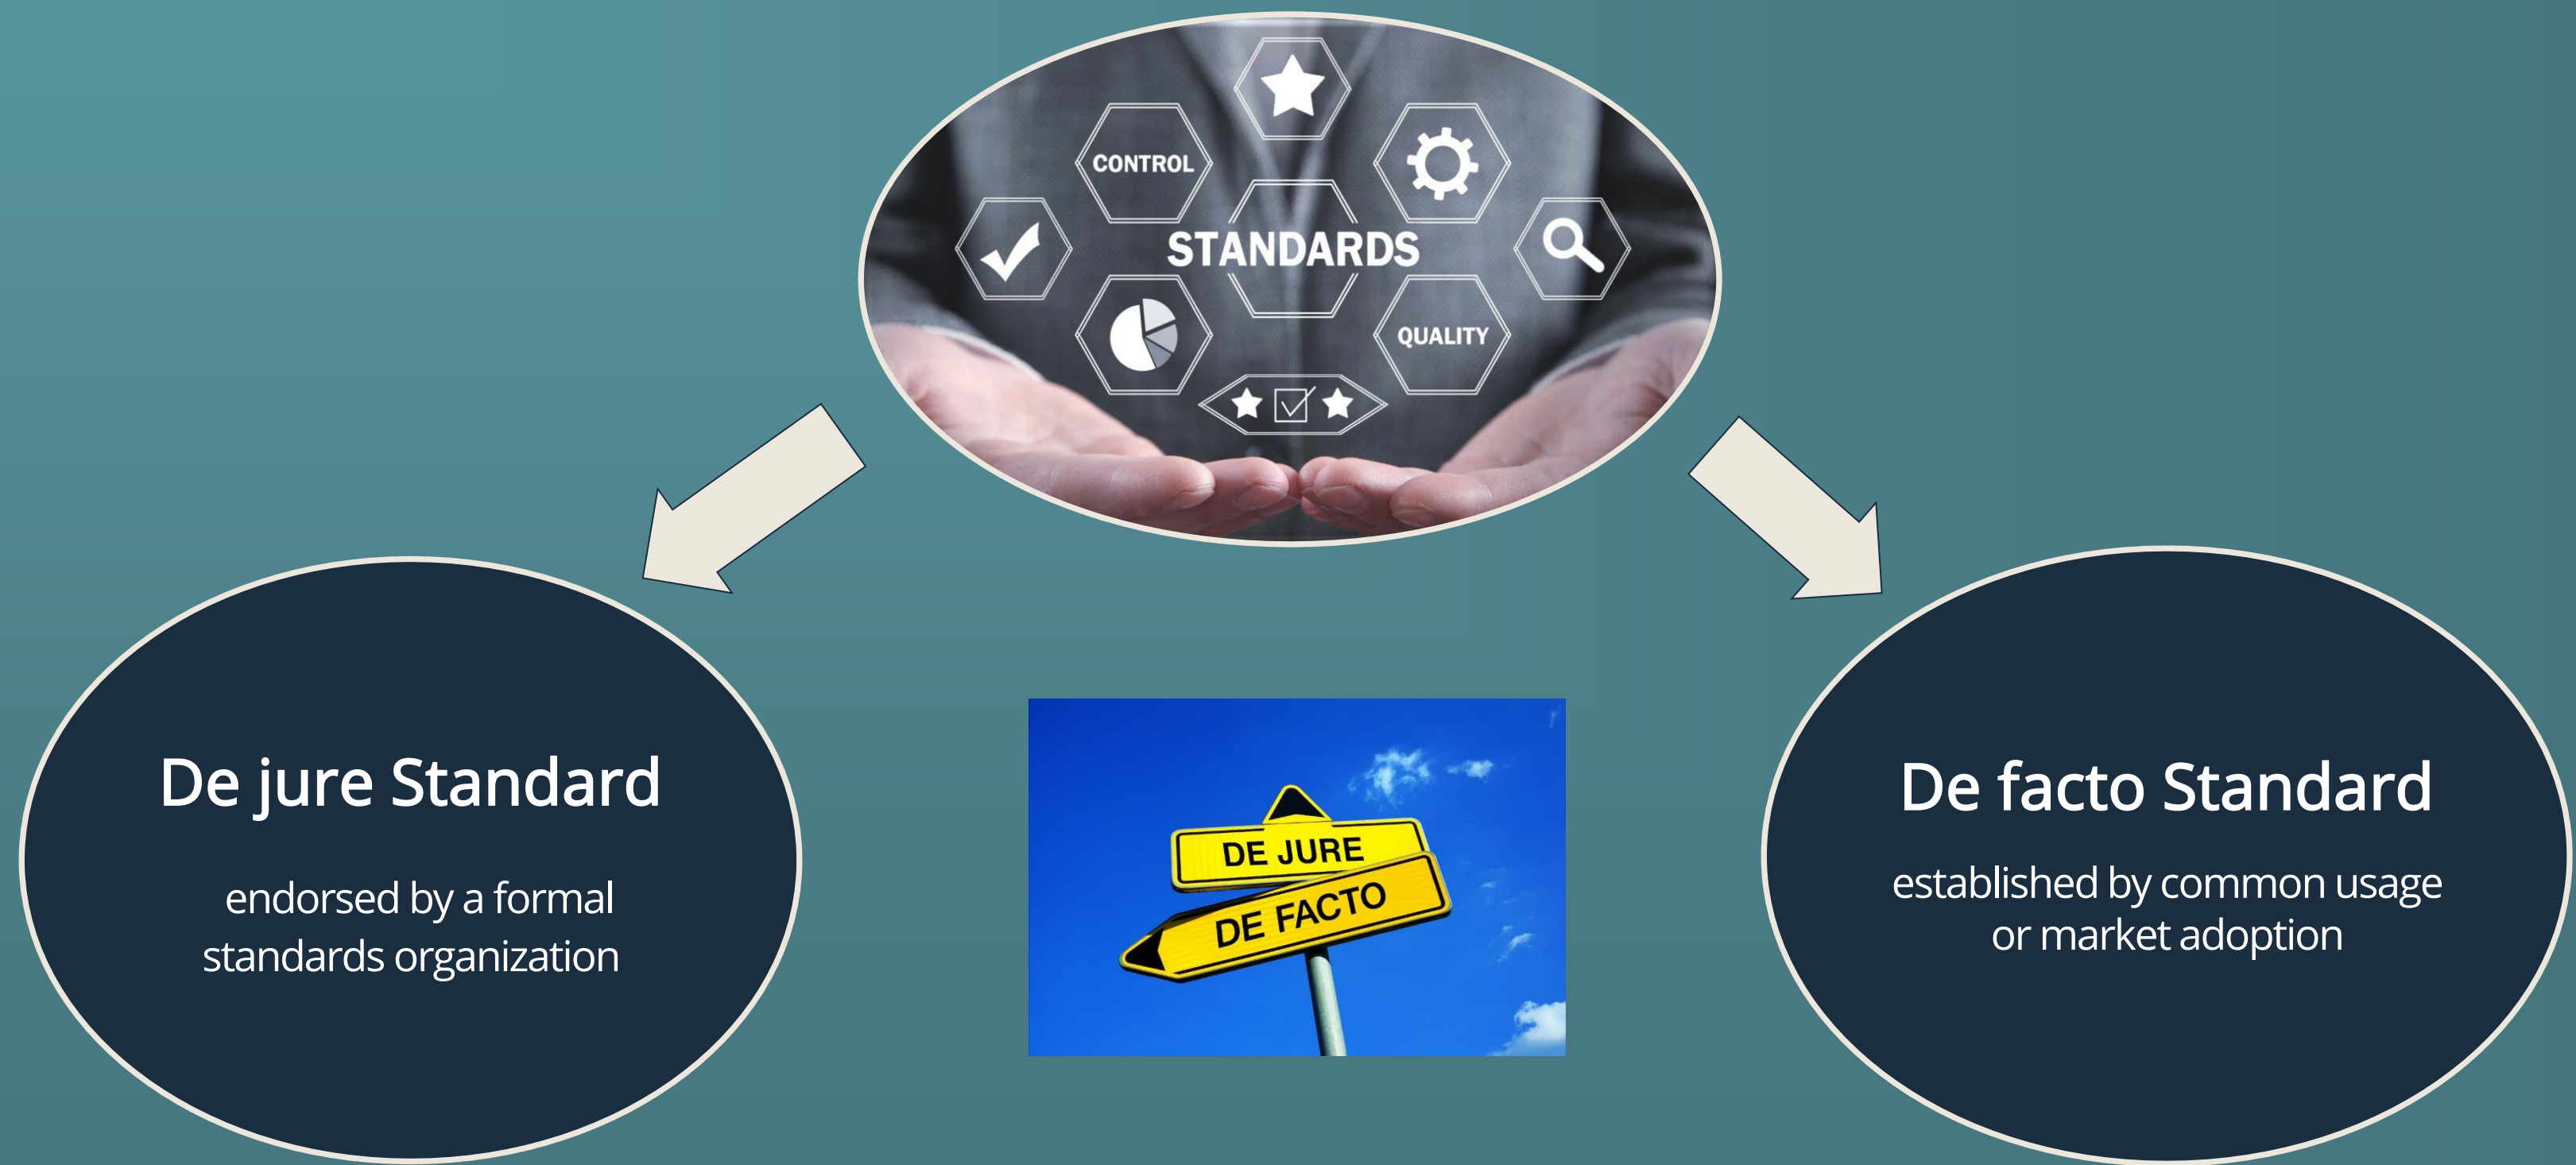 CONTROL
STANDARDS
QUALITY
De jure Standard
endorsed by a formal
standards organization
DE JURE
DE FACTO
De facto Standard
established by common usage
or market adoption